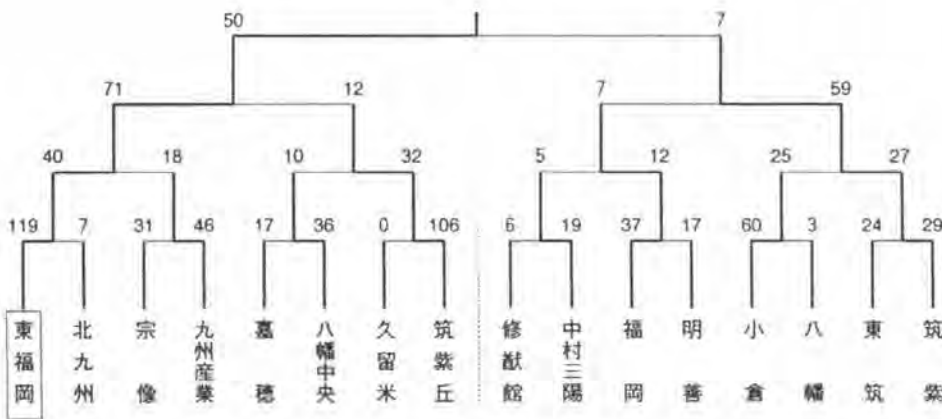 50 7
71 12 7 59
40 18 10 32 5 12 25 27
119 7 31 46 17 36 0 106 6 19 37 17 60 3 24 29
東福岡
北九州
宗像
九州産業
嘉穂
八幡中央
久留米
筑紫丘
修猷館
中村三陽
福岡
明善
小倉
八幡
東筑
筑紫